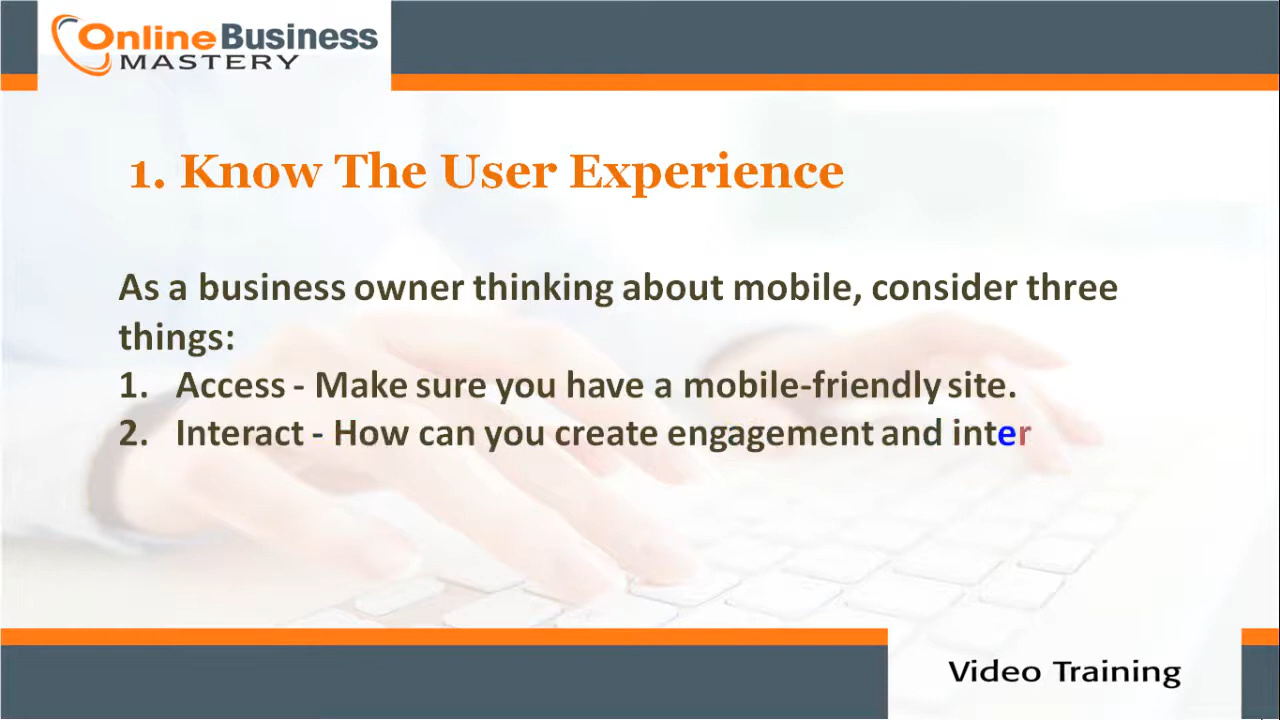 Online Business
MASTERY
1. Know The User Experience
As a business owner thinking about mobile, consider three
things:
1. Access - Make sure you have a mobile-friendly site.
2. Interact - How can you create engagement and inter
Video Training